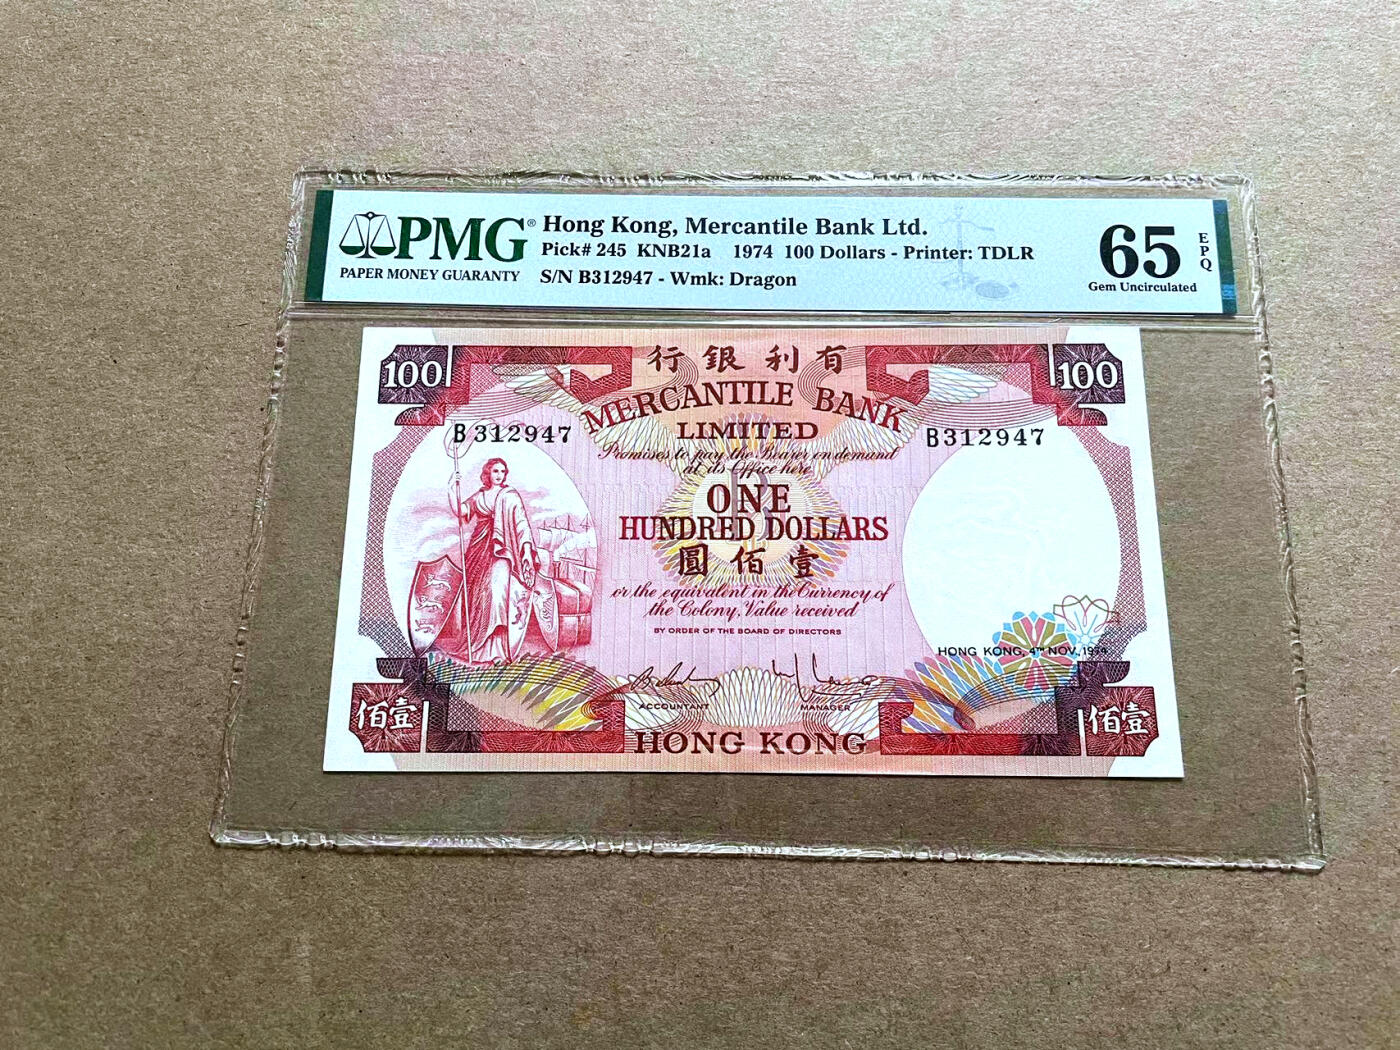 PMG®
PAPER MONEY GUARANTY
Hong Kong, Mercantile Bank Ltd.
Pick# 245 KNB21a 1974 100 Dollars - Printer: TDLR
S/N B312947 - Wmk: Dragon
65 EPQ
Gem Uncirculated
100
行銀利有
100
MERCANTILE BANK
LIMITED
B312947
B312947
Promises to pay the Bearer on demand
at its Office here
ONE
HUNDRED DOLLARS
圓佰壹
or the equivalent in the Currency of
the Colony, Value received
BY ORDER OF THE BOARD OF DIRECTORS
HONG KONG, 4TH NOV, 1974
ACCOUNTANT
MANAGER
佰壹
HONG KONG
佰壹